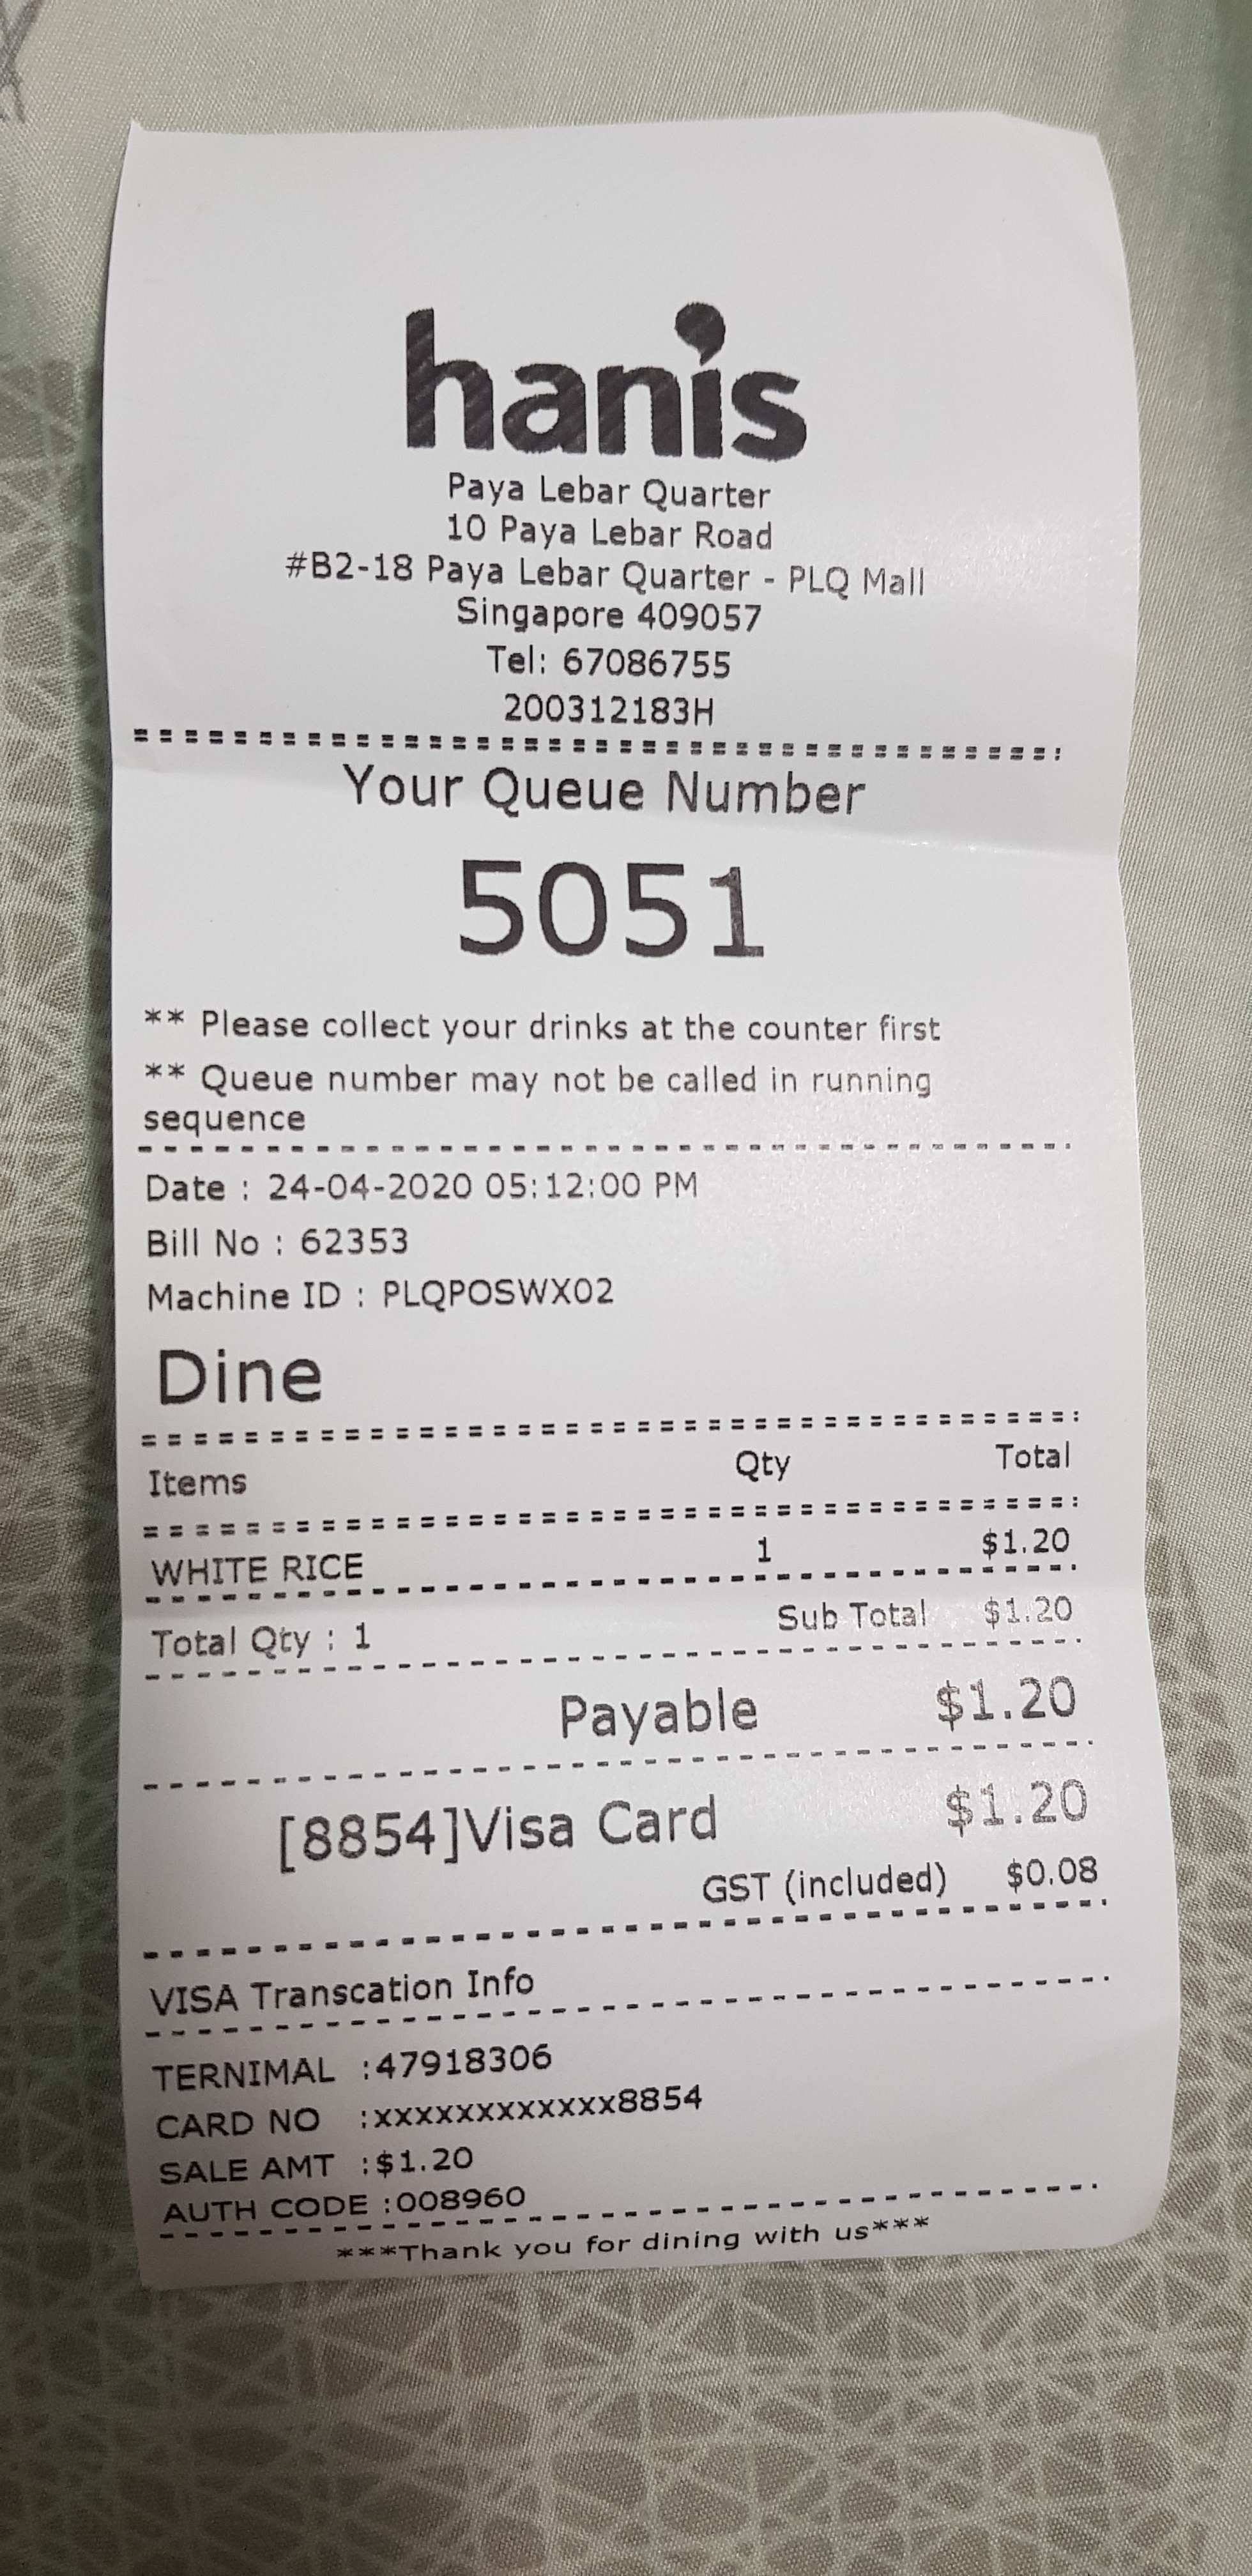 hanis
Paya Lebar Quarter
10 Paya Lebar Road
#B2-18 Paya Lebar Quarter - PLQ Mall
Singapore 409057
Tel: 67086755
200312183H
Your Queue Number
5051
** Please collect your drinks at the counter first
** Queue number may not be called in running
sequence
Date : 24-04-2020 05:12:00 PM
Bill No : 62353
Machine ID : PLQPOSWX02
Dine
Items Qty Total
WHITE RICE 1 $1.20
Total Qty : 1 Sub Total $1.20
Payable $1.20
[8854]Visa Card $1.20
GST (included) $0.08
VISA Transcation Info
TERNIMAL :47918306
CARD NO :xxxxxxxxxxxx8854
SALE AMT :$1.20
AUTH CODE :008960
***Thank you for dining with us***